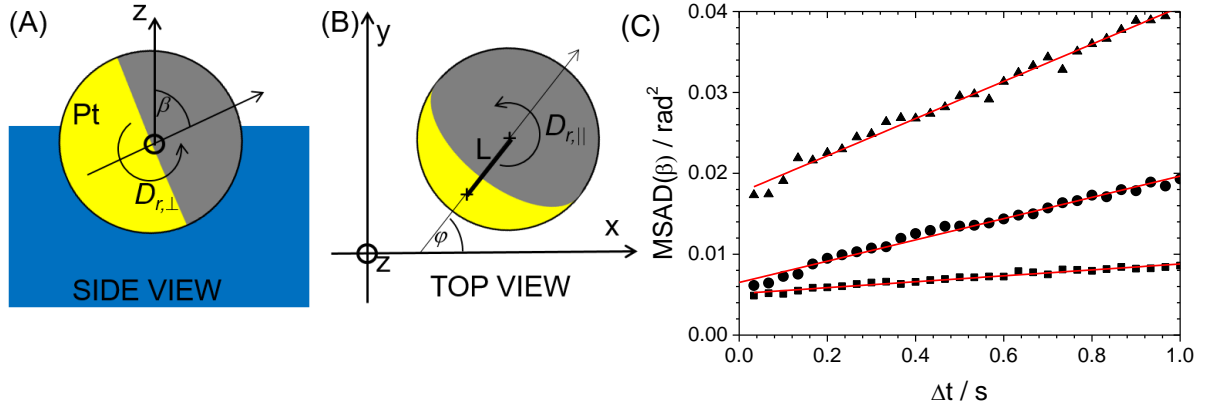 (A)
z
β
Pt
D_{r,⊥}
SIDE VIEW
(B)
y
L
D_{r,||}
φ
x
z
TOP VIEW
(C)
MSAD(β) / rad²
0.04
0.03
0.02
0.01
0.00
0.0 0.2 0.4 0.6 0.8 1.0
Δt / s